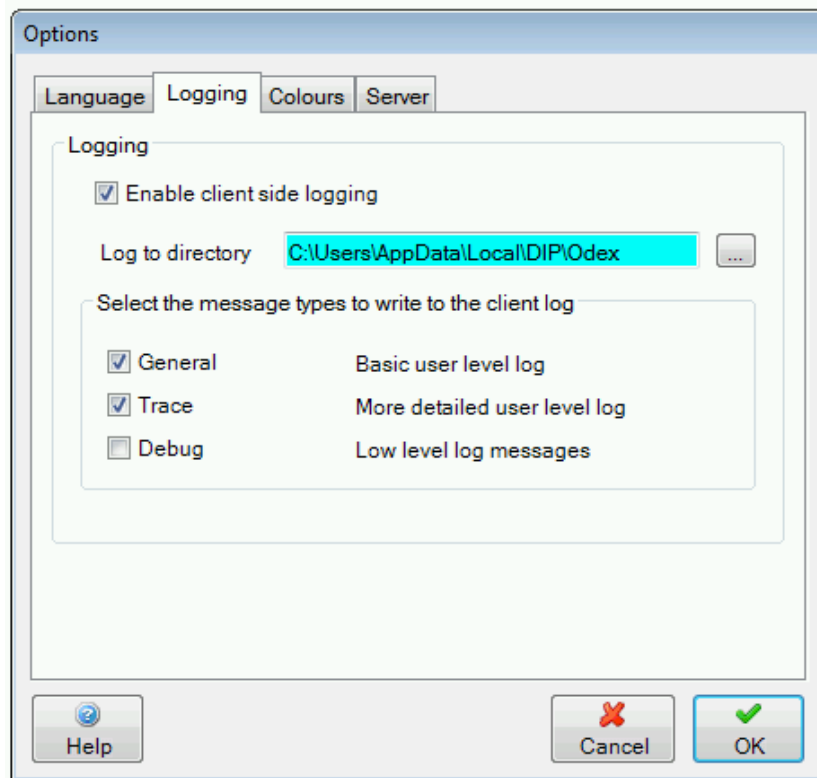 Options
Language Logging Colours Server
Logging
Enable client side logging
Log to directory C:\Users\AppData\Local\DIP\Odex ...
Select the message types to write to the client log
General Basic user level log
Trace More detailed user level log
Debug Low level log messages
Help Cancel OK